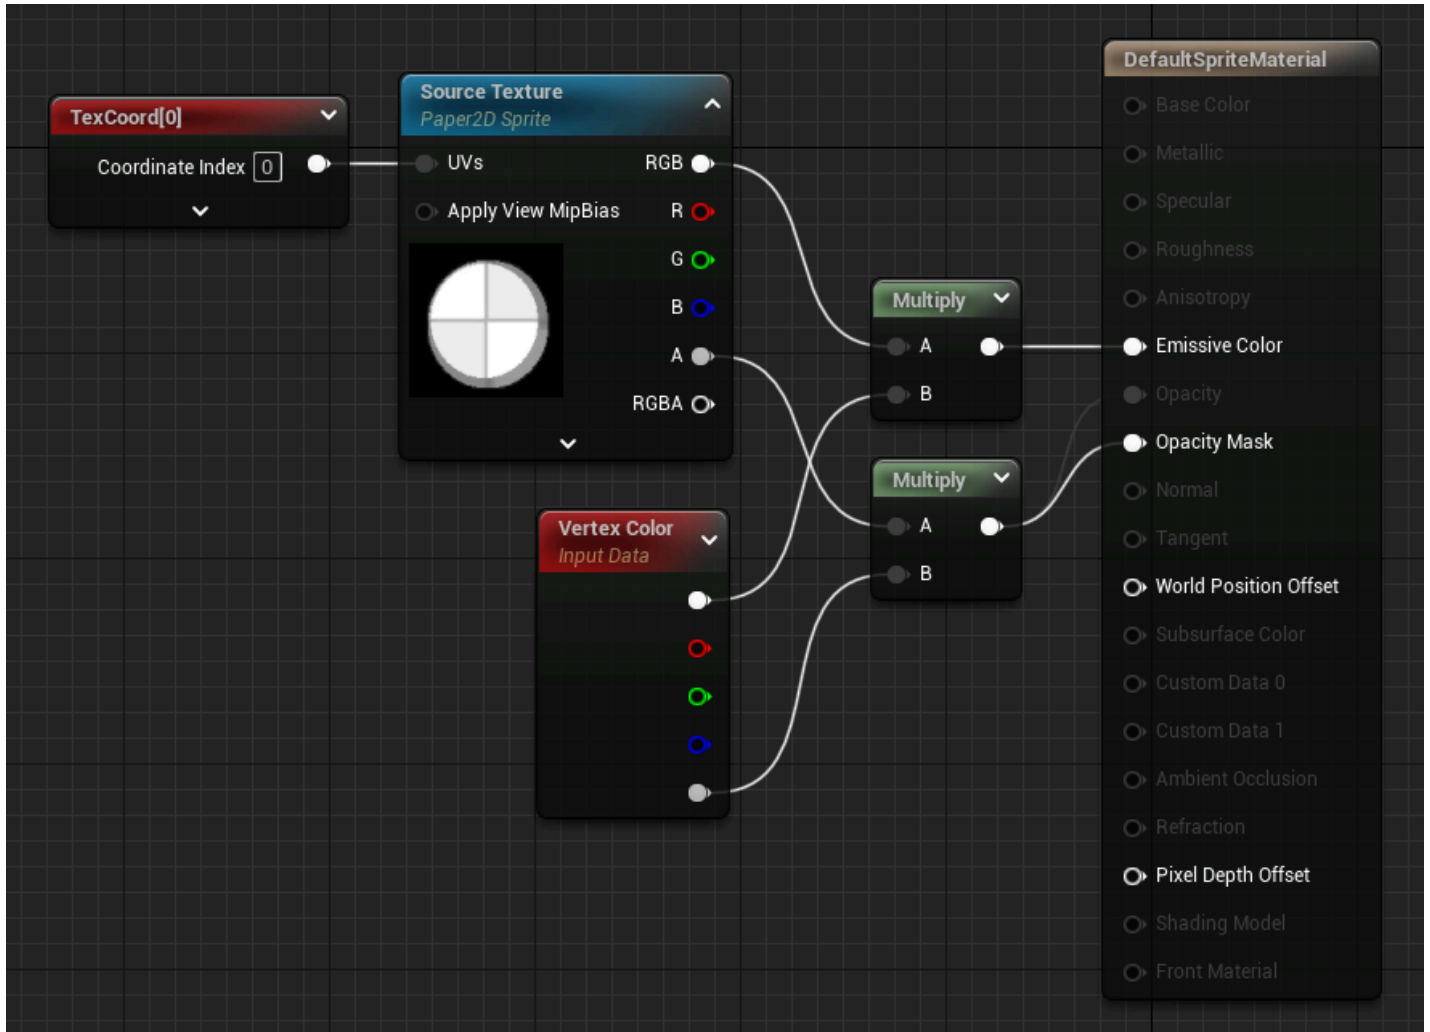 TexCoord[0]
Coordinate Index 0
Source Texture
Paper2D Sprite
UVs RGB
Apply View MipBias R
G
B
A
RGBA
Vertex Color
Input Data
Multiply
A
B
Multiply
A
B
DefaultSpriteMaterial
Base Color
Metallic
Specular
Roughness
Anisotropy
Emissive Color
Opacity
Opacity Mask
Normal
Tangent
World Position Offset
Subsurface Color
Custom Data 0
Custom Data 1
Ambient Occlusion
Refraction
Pixel Depth Offset
Shading Model
Front Material